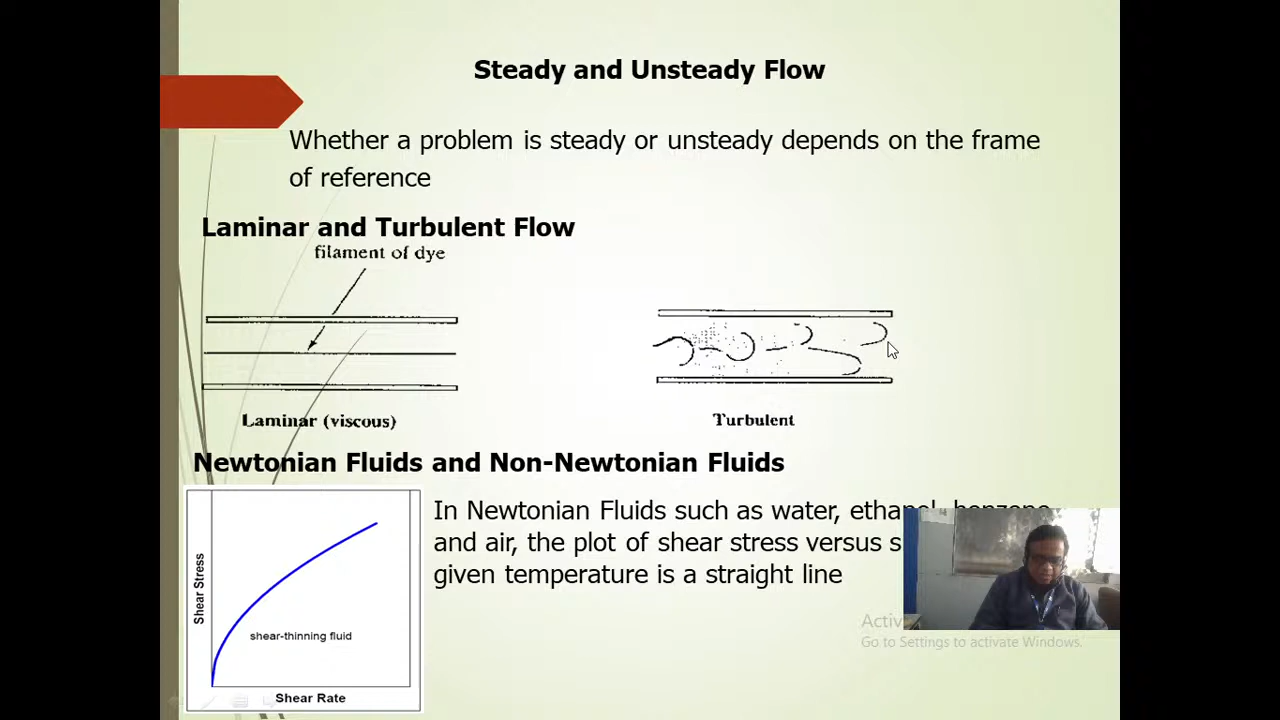 Steady and Unsteady Flow
Whether a problem is steady or unsteady depends on the frame
of reference
Laminar and Turbulent Flow
filament of dye
Laminar (viscous)
Turbulent
Newtonian Fluids and Non-Newtonian Fluids
In Newtonian Fluids such as water, ethanol, benzene
and air, the plot of shear stress versus
given temperature is a straight line
Shear Stress
shear-thinning fluid
Shear Rate
Go to Settings to activate Windows.